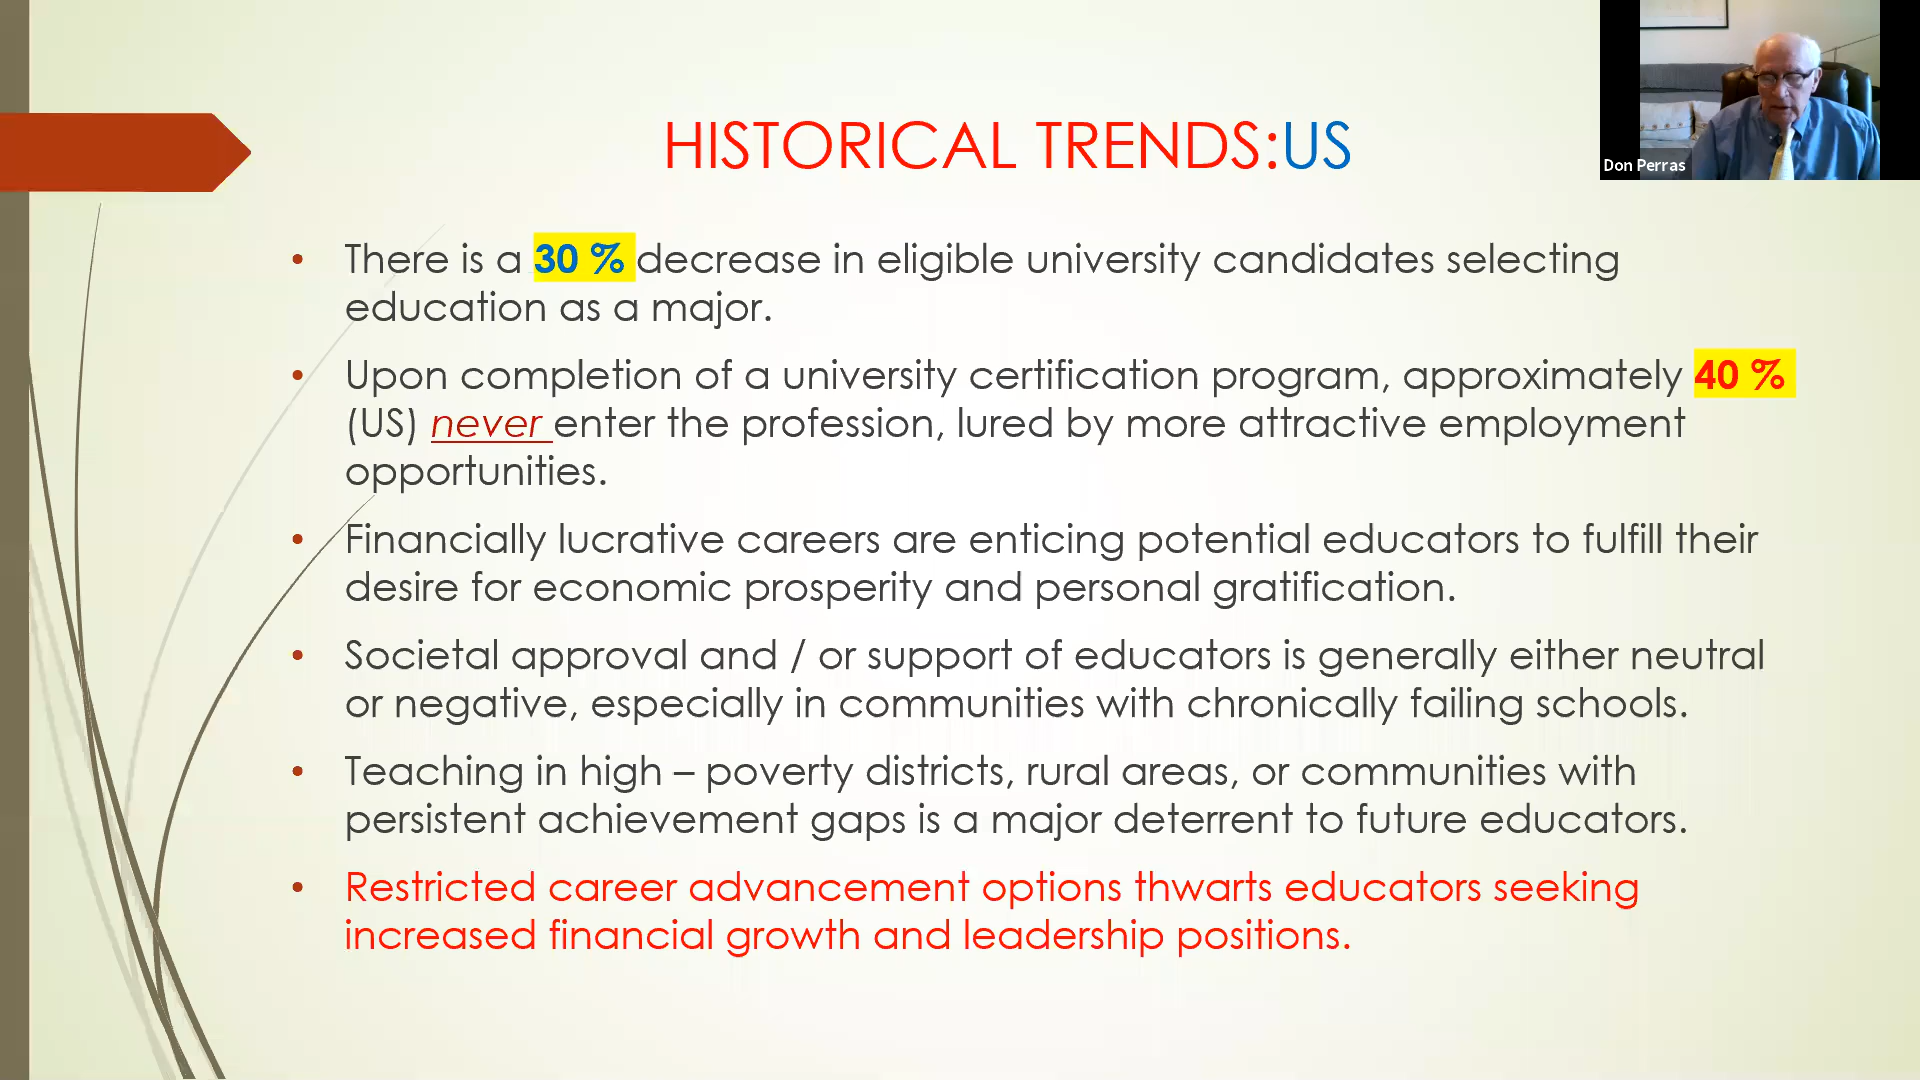 HISTORICAL TRENDS:US
Don Perras
• There is a 30 % decrease in eligible university candidates selecting
education as a major.
• Upon completion of a university certification program, approximately 40 %
(US) never enter the profession, lured by more attractive employment
opportunities.
• Financially lucrative careers are enticing potential educators to fulfill their
desire for economic prosperity and personal gratification.
• Societal approval and / or support of educators is generally either neutral
or negative, especially in communities with chronically failing schools.
• Teaching in high – poverty districts, rural areas, or communities with
persistent achievement gaps is a major deterrent to future educators.
• Restricted career advancement options thwarts educators seeking
increased financial growth and leadership positions.